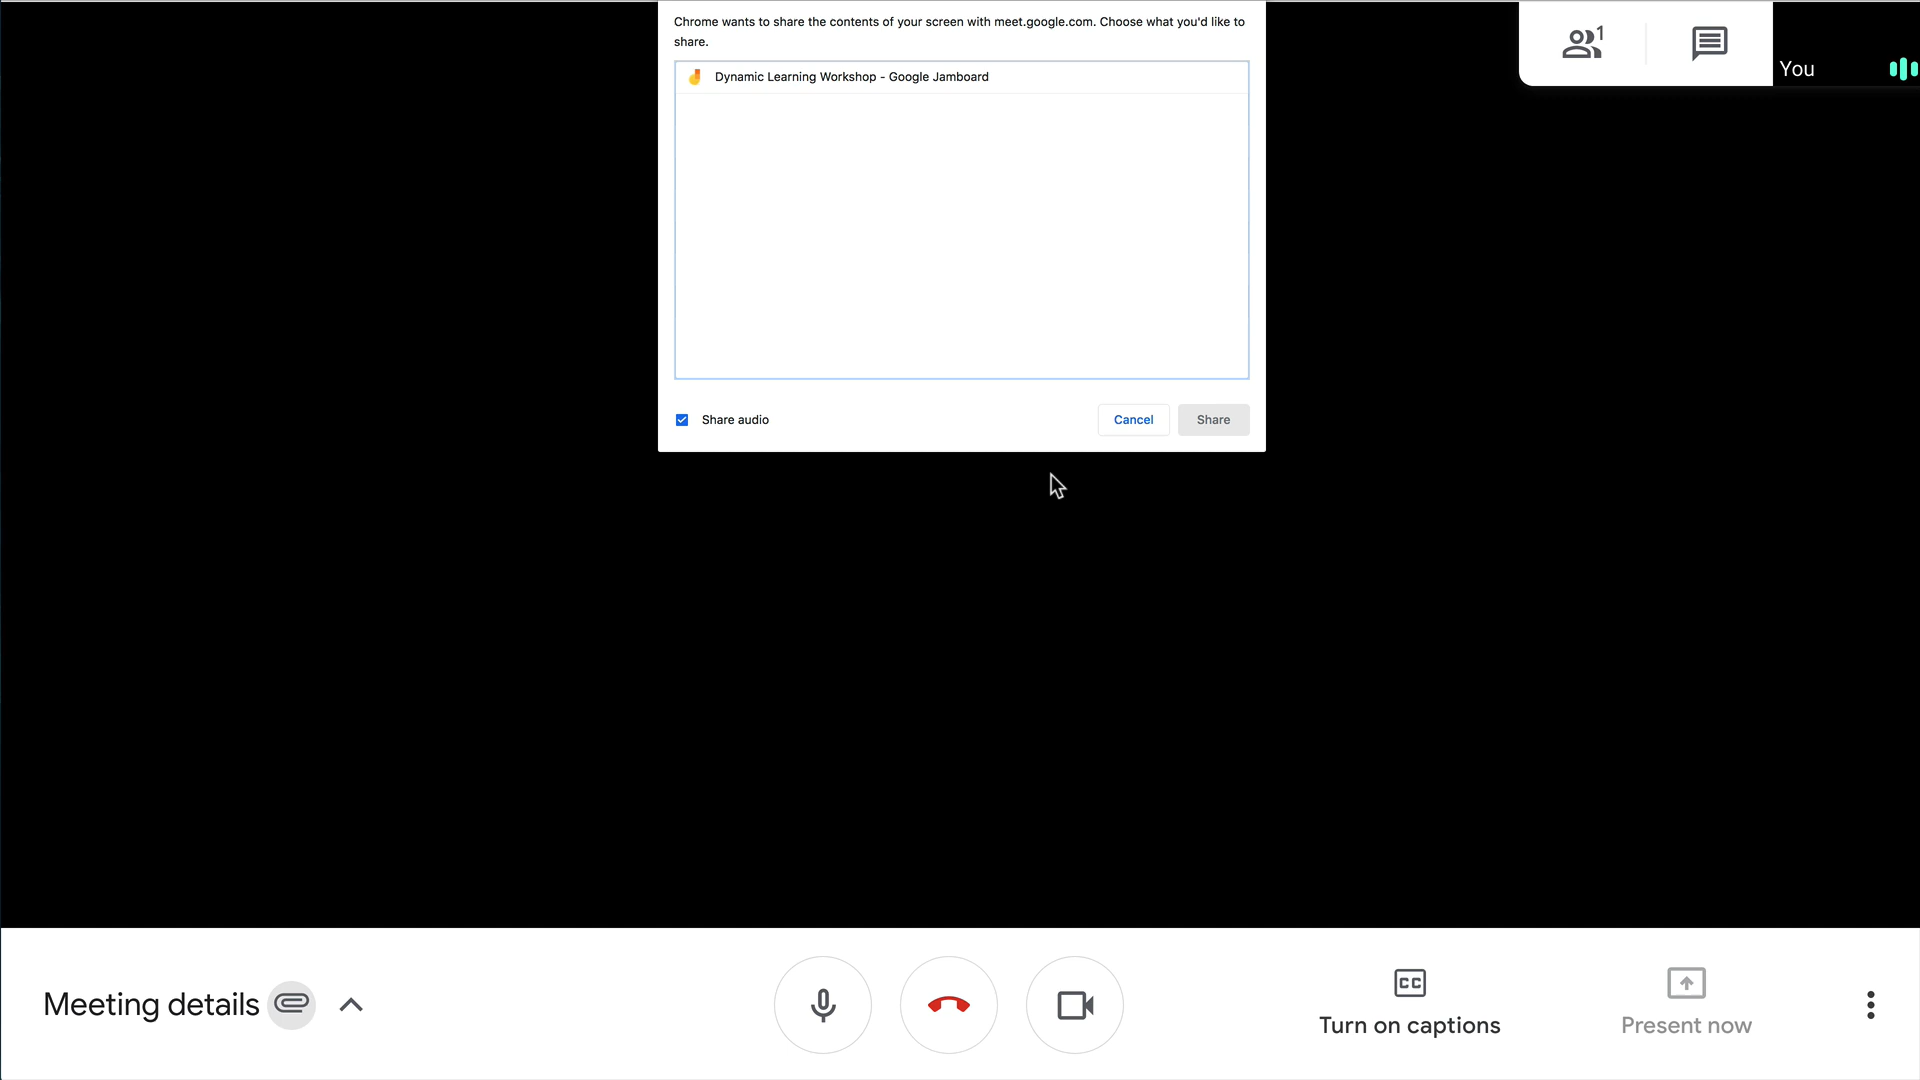 Chrome wants to share the contents of your screen with meet.google.com. Choose what you'd like to
share.
Dynamic Learning Workshop - Google Jamboard
Share audio
Cancel
Share
1
You
Meeting details
CC
Turn on captions
Present now